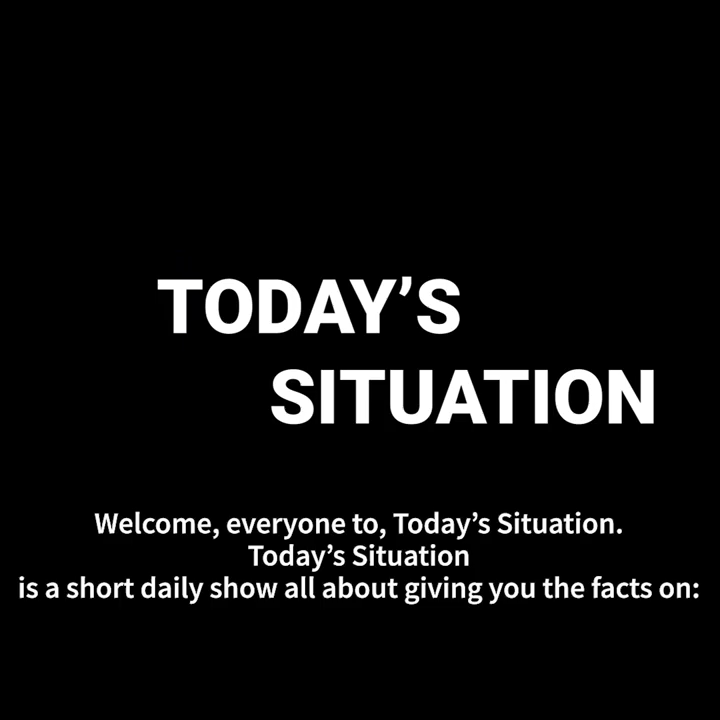 TODAY’S
SITUATION
Welcome, everyone to, Today’s Situation.
Today’s Situation
is a short daily show all about giving you the facts on: